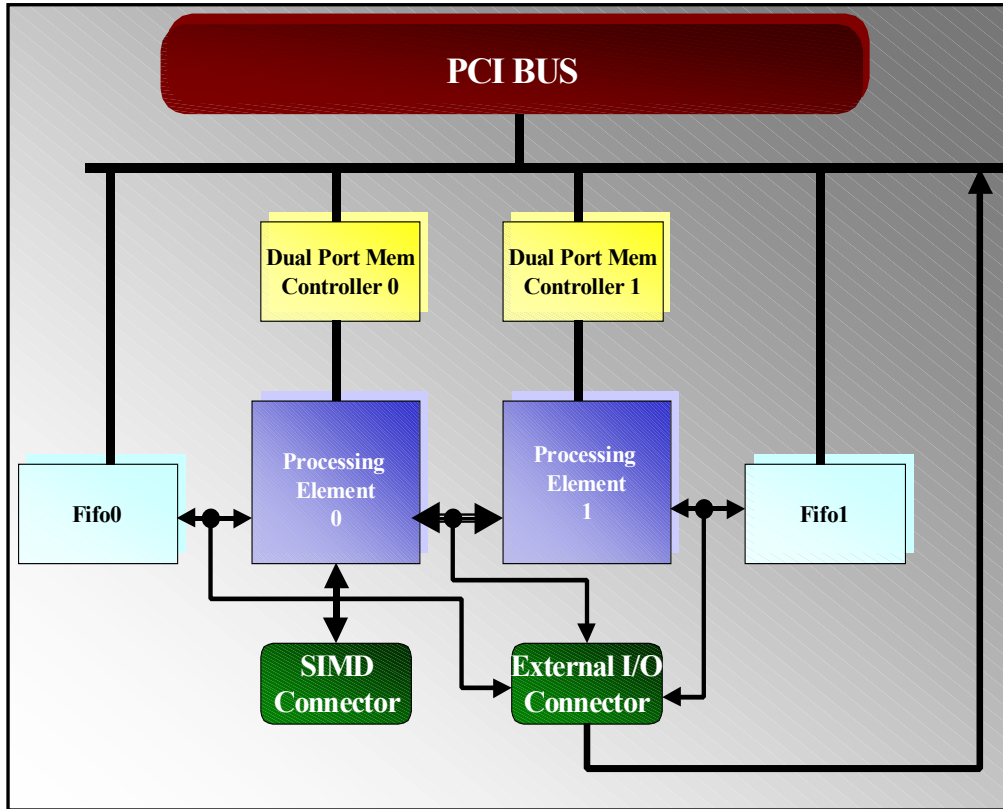 PCI BUS
Dual Port Mem
Controller 0
Dual Port Mem
Controller 1
Processing
Element
0
Processing
Element
1
Fifo0
Fifo1
SIMD
Connector
External I/O
Connector